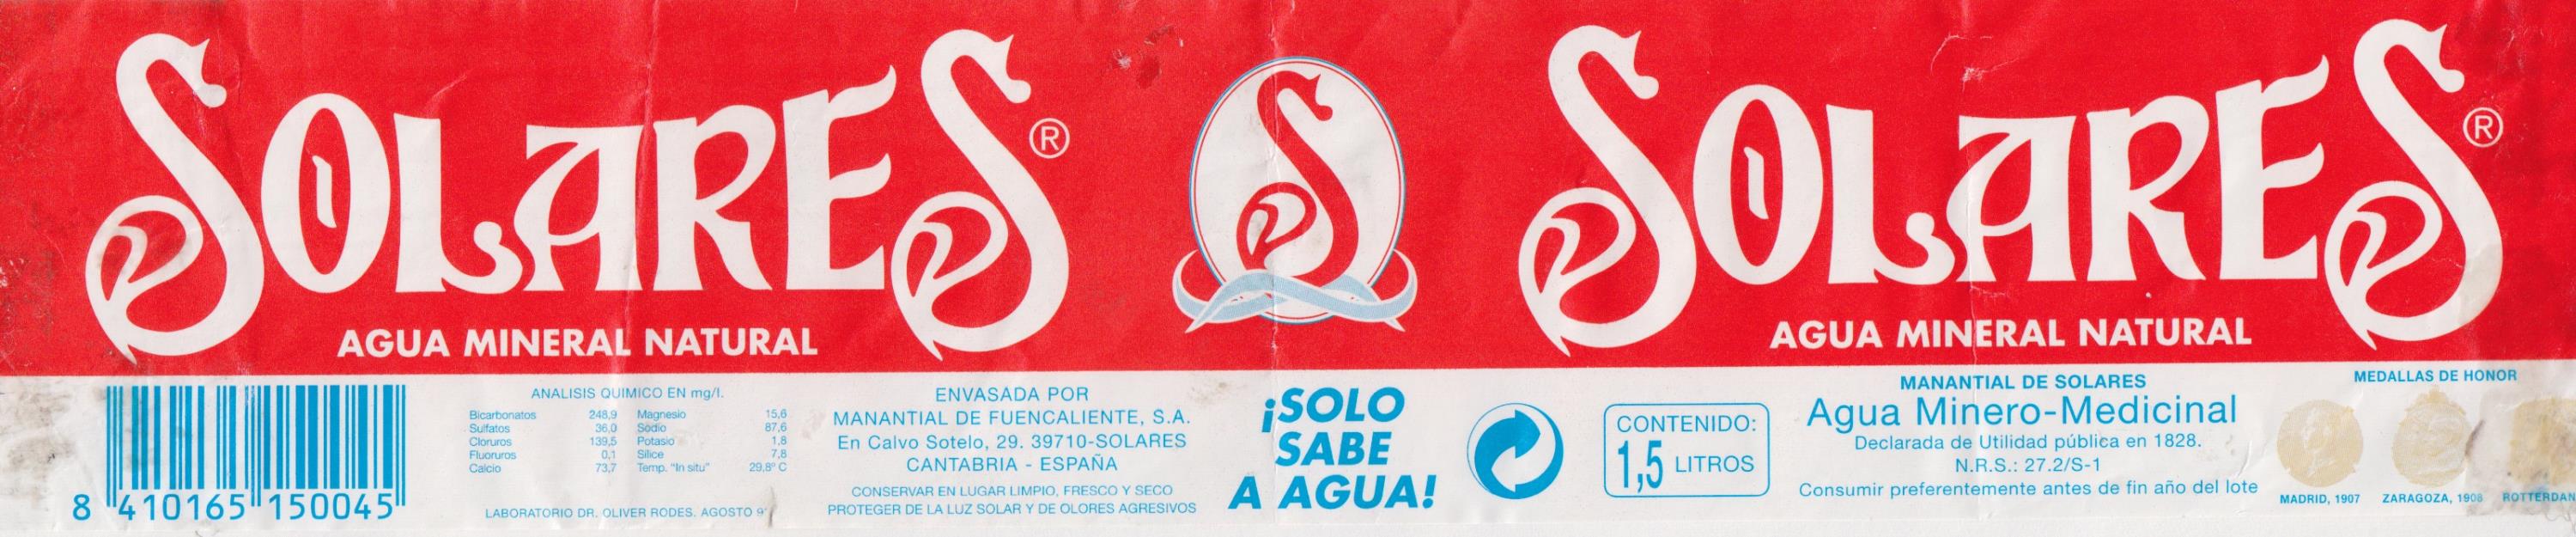 SOLARES ®
AGUA MINERAL NATURAL
S
SOLARES ®
AGUA MINERAL NATURAL
8 410165 150045
ANALISIS QUIMICO EN mg/l.
Bicarbonatos 248,9 Magnesio 15,6
Sulfatos 36,0 Sodio 87,6
Cloruros 139,5 Potasio 1,8
Fluoruros 0,1 Silice 7,8
Calcio 73,7 Temp. "In situ" 29,8º C
LABORATORIO DR. OLIVER RODES. AGOSTO
ENVASADA POR
MANANTIAL DE FUENCALIENTE, S.A.
En Calvo Sotelo, 29. 39710-SOLARES
CANTABRIA - ESPAÑA
CONSERVAR EN LUGAR LIMPIO, FRESCO Y SECO
PROTEGER DE LA LUZ SOLAR Y DE OLORES AGRESIVOS
¡SOLO
SABE
A AGUA!
CONTENIDO:
1,5 LITROS
MANANTIAL DE SOLARES
Agua Minero-Medicinal
Declarada de Utilidad pública en 1828.
N.R.S.: 27.2/S-1
Consumir preferentemente antes de fin año del lote
MEDALLAS DE HONOR
MADRID, 1907 ZARAGOZA, 1908 ROTTERDAN